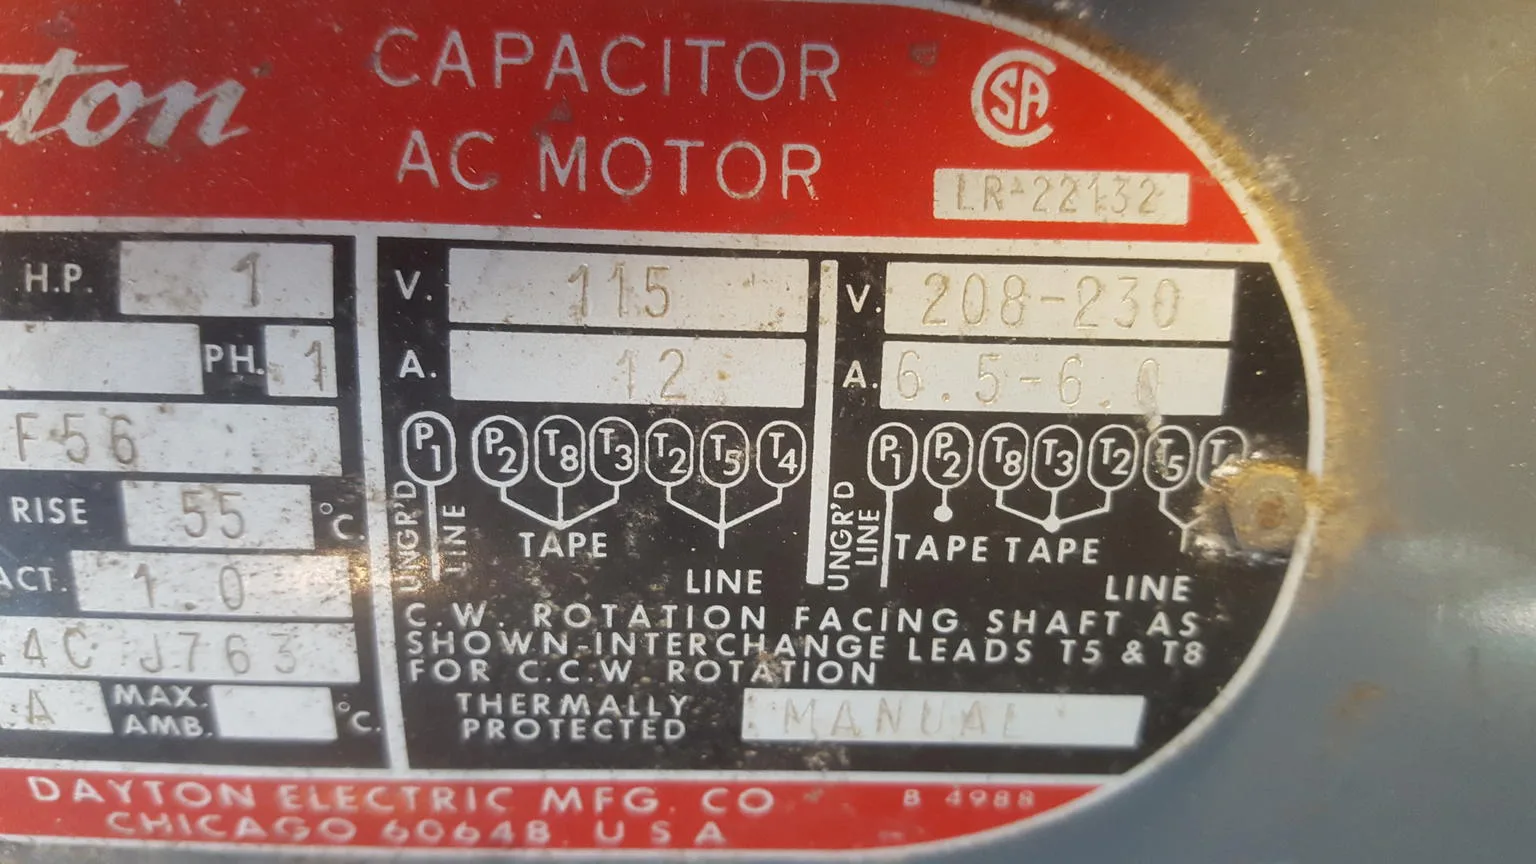 ton
CAPACITOR
AC MOTOR
CSA
LR-22132
H.P. 1
PH. 1
F56
RISE 55 °C.
ACT. 1.0
4AC J763
A MAX. AMB. °C.
V. 115
A. 12
P1 P2 T8 T3 T2 T5 T4
UNGR'D LINE
TAPE
LINE
V. 208-230
A. 6.5-6.0
P1 P2 T8 T3 T2 T5
UNGR'D LINE
TAPE TAPE
LINE
C.W. ROTATION FACING SHAFT AS
SHOWN-INTERCHANGE LEADS T5 & T8
FOR C.C.W ROTATION
THERMALLY
PROTECTED MANUAL
DAYTON ELECTRIC MFG. CO
B 4988
CHICAGO 60648 U S A